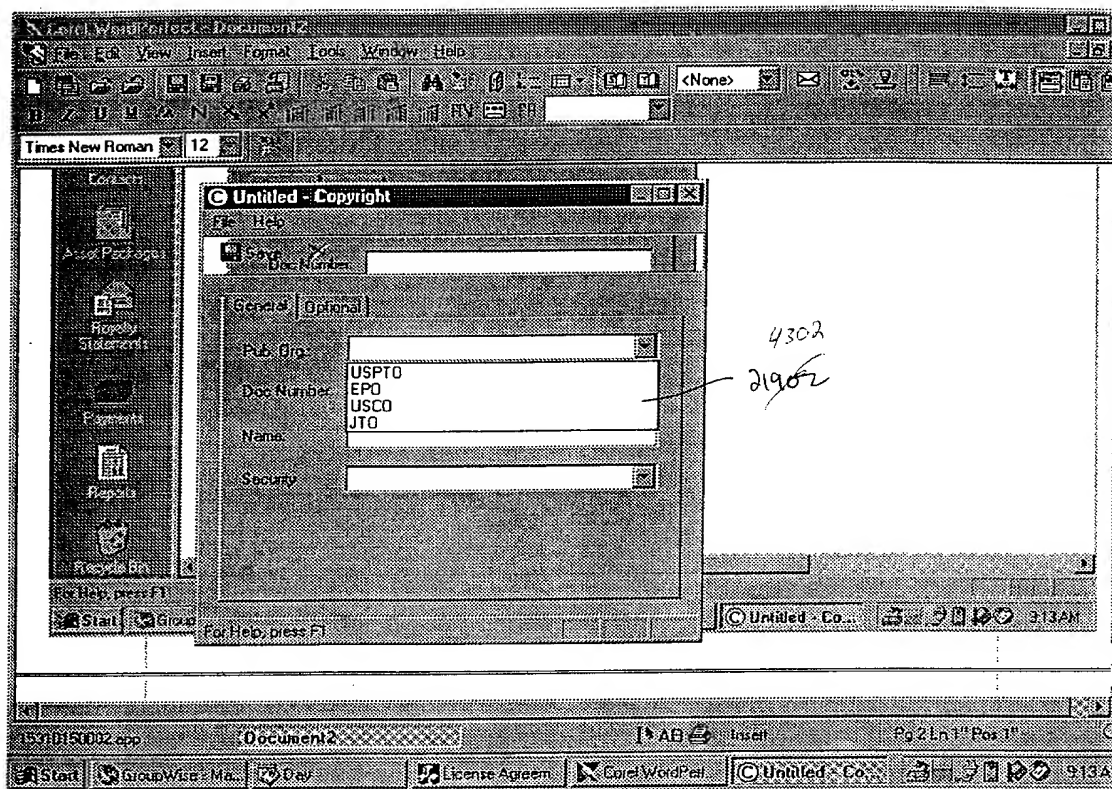 Corel WordPerfect - Document2
File Edit View Insert Format Tools Window Help
<None>
Times New Roman 12
© Untitled - Copyright
File Help
Save
Doc Number
General Optional
Pub. Org.
USPTO
EPO
USCO
JTO
Doc Number
Name:
Security
4302
21902
Asset Packages
Royalty Statements
Payments
Reports
Recycle Bin
For Help, press F1
For Help, press F1
Start
© Untitled - Co... 9:13AM
15310150002.app Document2 AB Insert Pg 2 Ln 1" Pos 1"
Start GroupWise - Ma... License Agreem Corel WordPerf © Untitled - Co... 9:13A